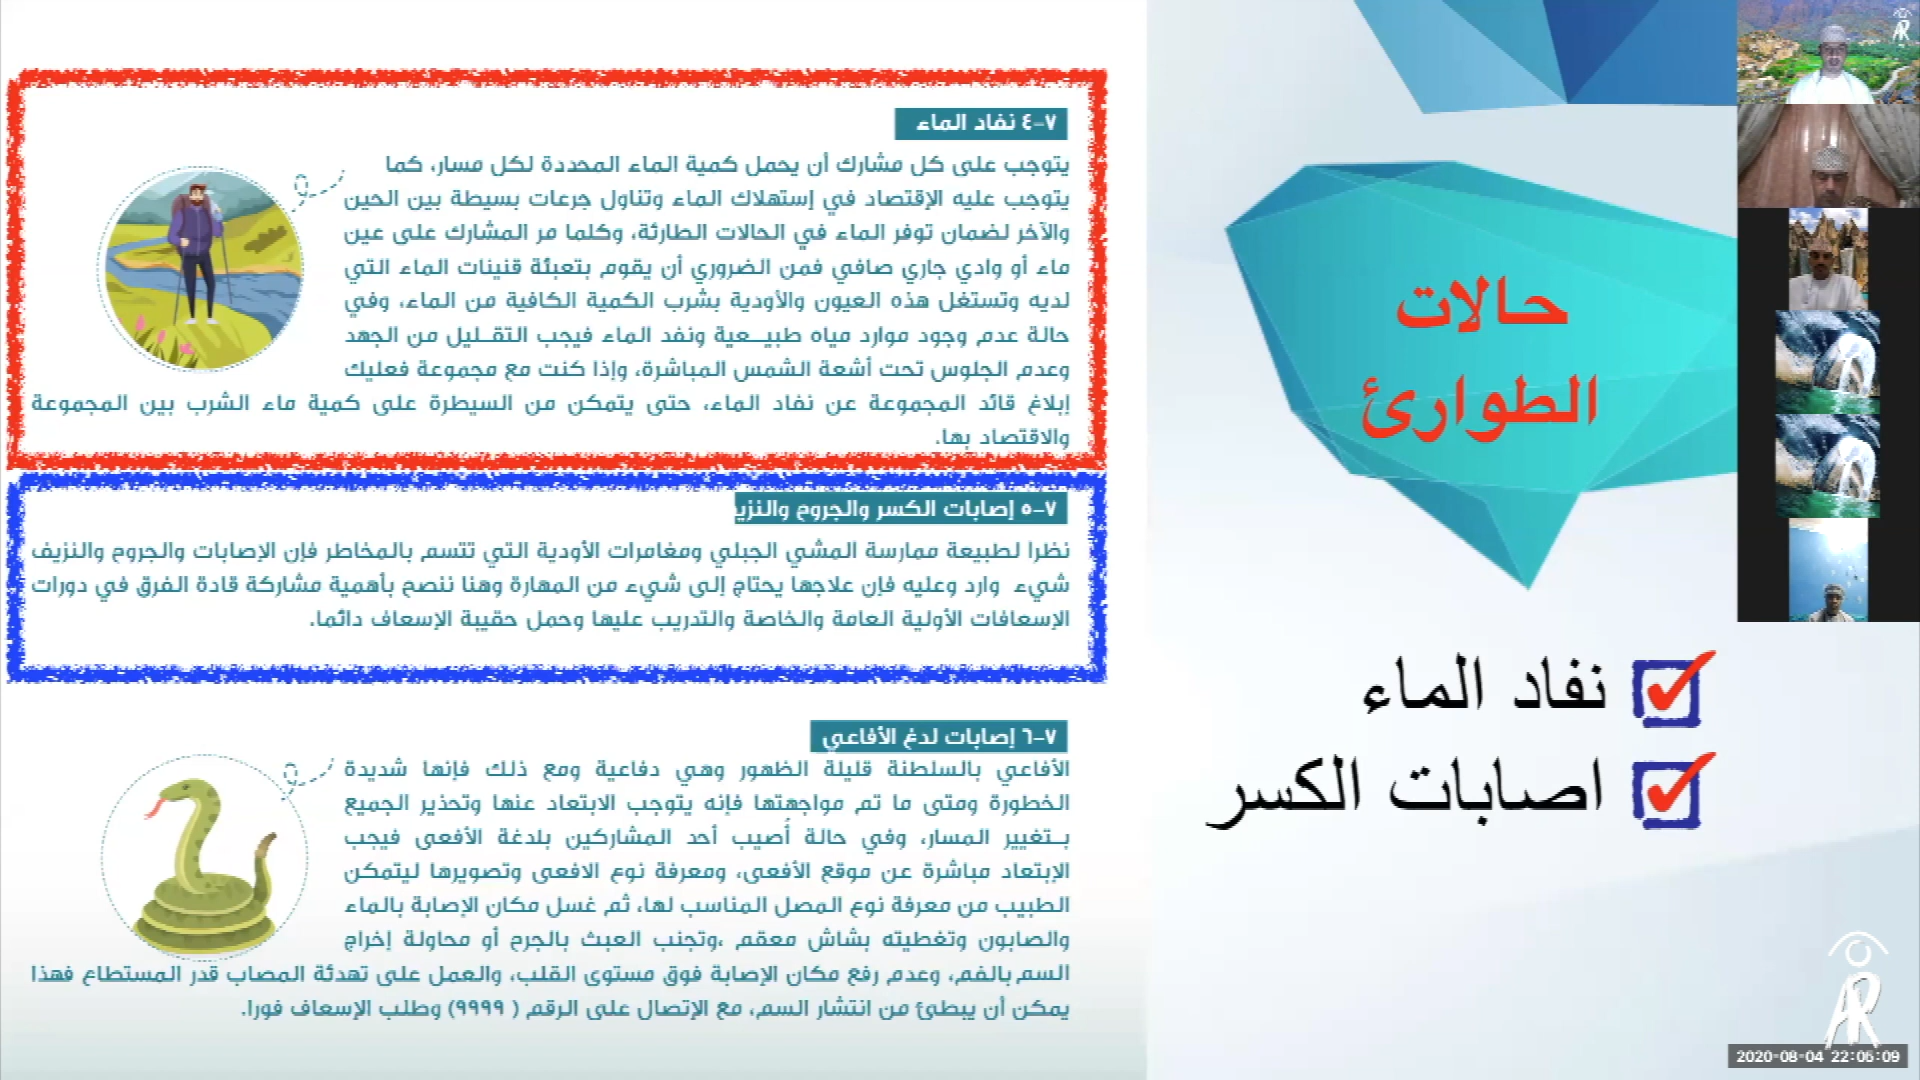 حالات
الطوارئ
نفاد الماء
اصابات الكسر
٧-٤ نفاد الماء
يتوجب على كل مشارك أن يحمل كمية الماء المحددة لكل مسار، كما
يتوجب عليه الإقتصاد في إستهلاك الماء وتناول جرعات بسيطة بين الحين
والآخر لضمان توفر الماء في الحالات الطارئة، وكلما مر المشارك على عين
ماء أو وادي جاري صافي فمن الضروري أن يقوم بتعبئة قنينات الماء التي
لديه وتستغل هذه العيون والأودية بشرب الكمية الكافية من الماء، وفي
حالة عدم وجود موارد مياه طبيـعية ونفد الماء فيجب التقـليل من الجهد
وعدم الجلوس تحت أشعة الشمس المباشرة، وإذا كنت مع مجموعة فعليك
إبلاغ قائد المجموعة عن نفاد الماء، حتى يتمكن من السيطرة على كمية ماء الشرب بين المجموعة
والاقتصاد بها.
٧-٥ إصابات الكسر والجروح والنزيف
نظرا لطبيعة ممارسة المشي الجبلي ومغامرات الأودية التي تتسم بالمخاطر فإن الإصابات والجروح والنزيف
شيء وارد وعليه فإن علاجها يحتاج إلى شيء من المهارة وهنا ننصح بأهمية مشاركة قادة الفرق في دورات
الإسعافات الأولية العامة والخاصة والتدريب عليها وحمل حقيبة الإسعاف دائما.
٧-٦ إصابات لدغ الأفاعي
الأفاعي بالسلطنة قليلة الظهور وهي دفاعية ومع ذلك فإنها شديدة
الخطورة ومتى ما تم مواجهتها فإنه يتوجب الابتعاد عنها وتحذير الجميع
بـتغيير المسار، وفي حالة أُصيب أحد المشاركين بلدغة الأفعى فيجب
الإبتعاد مباشرة عن موقع الأفعى، ومعرفة نوع الافعى وتصويرها ليتمكن
الطبيب من معرفة نوع المصل المناسب لها، ثم غسل مكان الإصابة بالماء
والصابون وتغطيته بشاش معقم ،وتجنب العبث بالجرح أو محاولة إخراج
السم بالفم، وعدم رفع مكان الإصابة فوق مستوى القلب، والعمل على تهدئة المصاب قدر المستطاع فهذا
يمكن أن يبطئ من انتشار السم، مع الإتصال على الرقم ( ٩٩٩٩) وطلب الإسعاف فورا.
2020-08-04 22:05:09